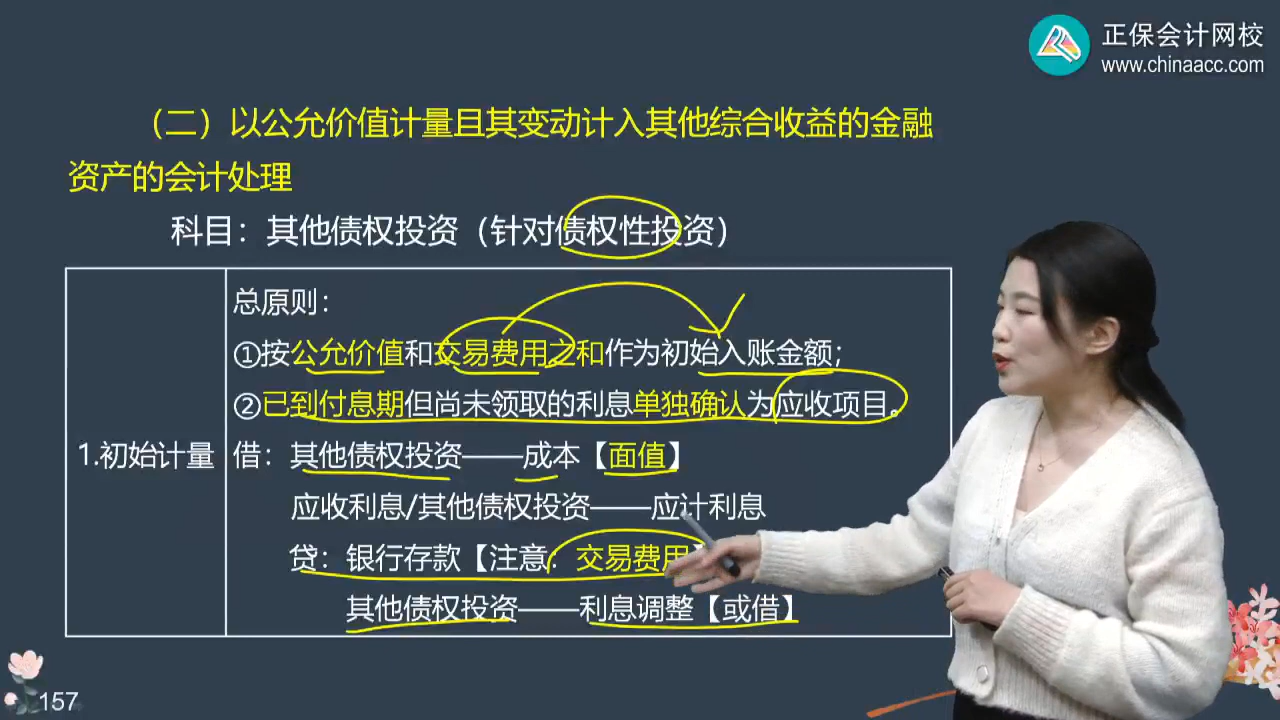 正保会计网校
www.chinaacc.com
（二）以公允价值计量且其变动计入其他综合收益的金融
资产的会计处理
科目：其他债权投资（针对债权性投资）
总原则：
①按公允价值和交易费用之和作为初始入账金额；
②已到付息期但尚未领取的利息单独确认为应收项目。
1.初始计量
借：其他债权投资——成本【面值】
应收利息/其他债权投资——应计利息
贷：银行存款【注意：交易费用】
其他债权投资——利息调整【或借】
157